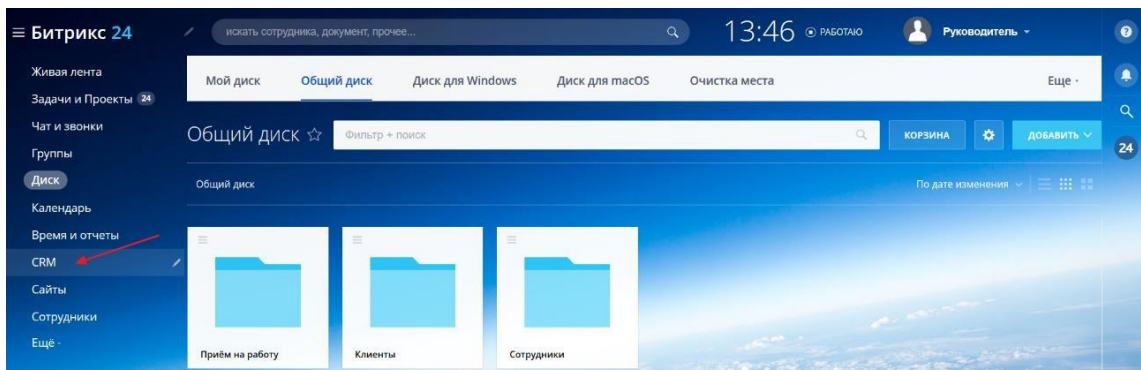 Битрикс 24
искать сотрудника, документ, прочее...
13:46 РАБОТАЮ
Руководитель
Живая лента
Задачи и Проекты 24
Чат и звонки
Группы
Диск
Календарь
Время и отчеты
CRM
Сайты
Сотрудники
Ещё
Мой диск Общий диск Диск для Windows Диск для macOS Очистка места Еще
Общий диск
Фильтр + поиск
КОРЗИНА
ДОБАВИТЬ
Общий диск
По дате изменения
Приём на работу
Клиенты
Сотрудники
?
24